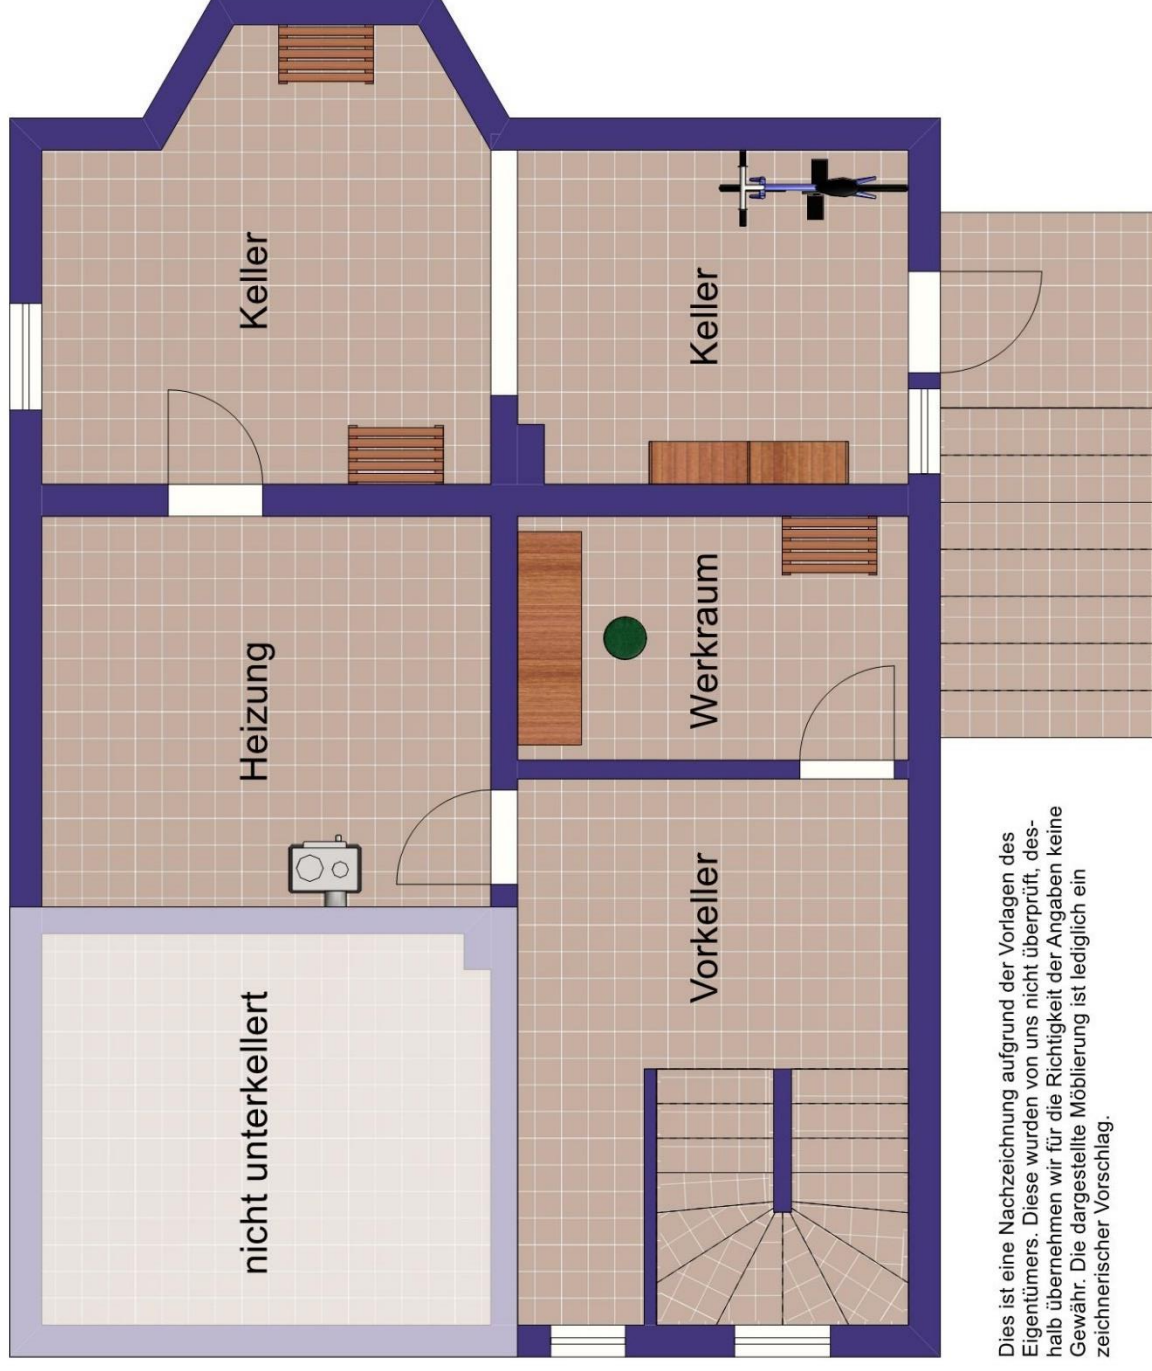 nicht unterkellert
Heizung
Keller
Vorkeller
Werkraum
Keller
Dies ist eine Nachzeichnung aufgrund der Vorlagen des
Eigentümers. Diese wurden von uns nicht überprüft, des-
halb übernehmen wir für die Richtigkeit der Angaben keine
Gewähr. Die dargestellte Möblierung ist lediglich ein
zeichnerischer Vorschlag.